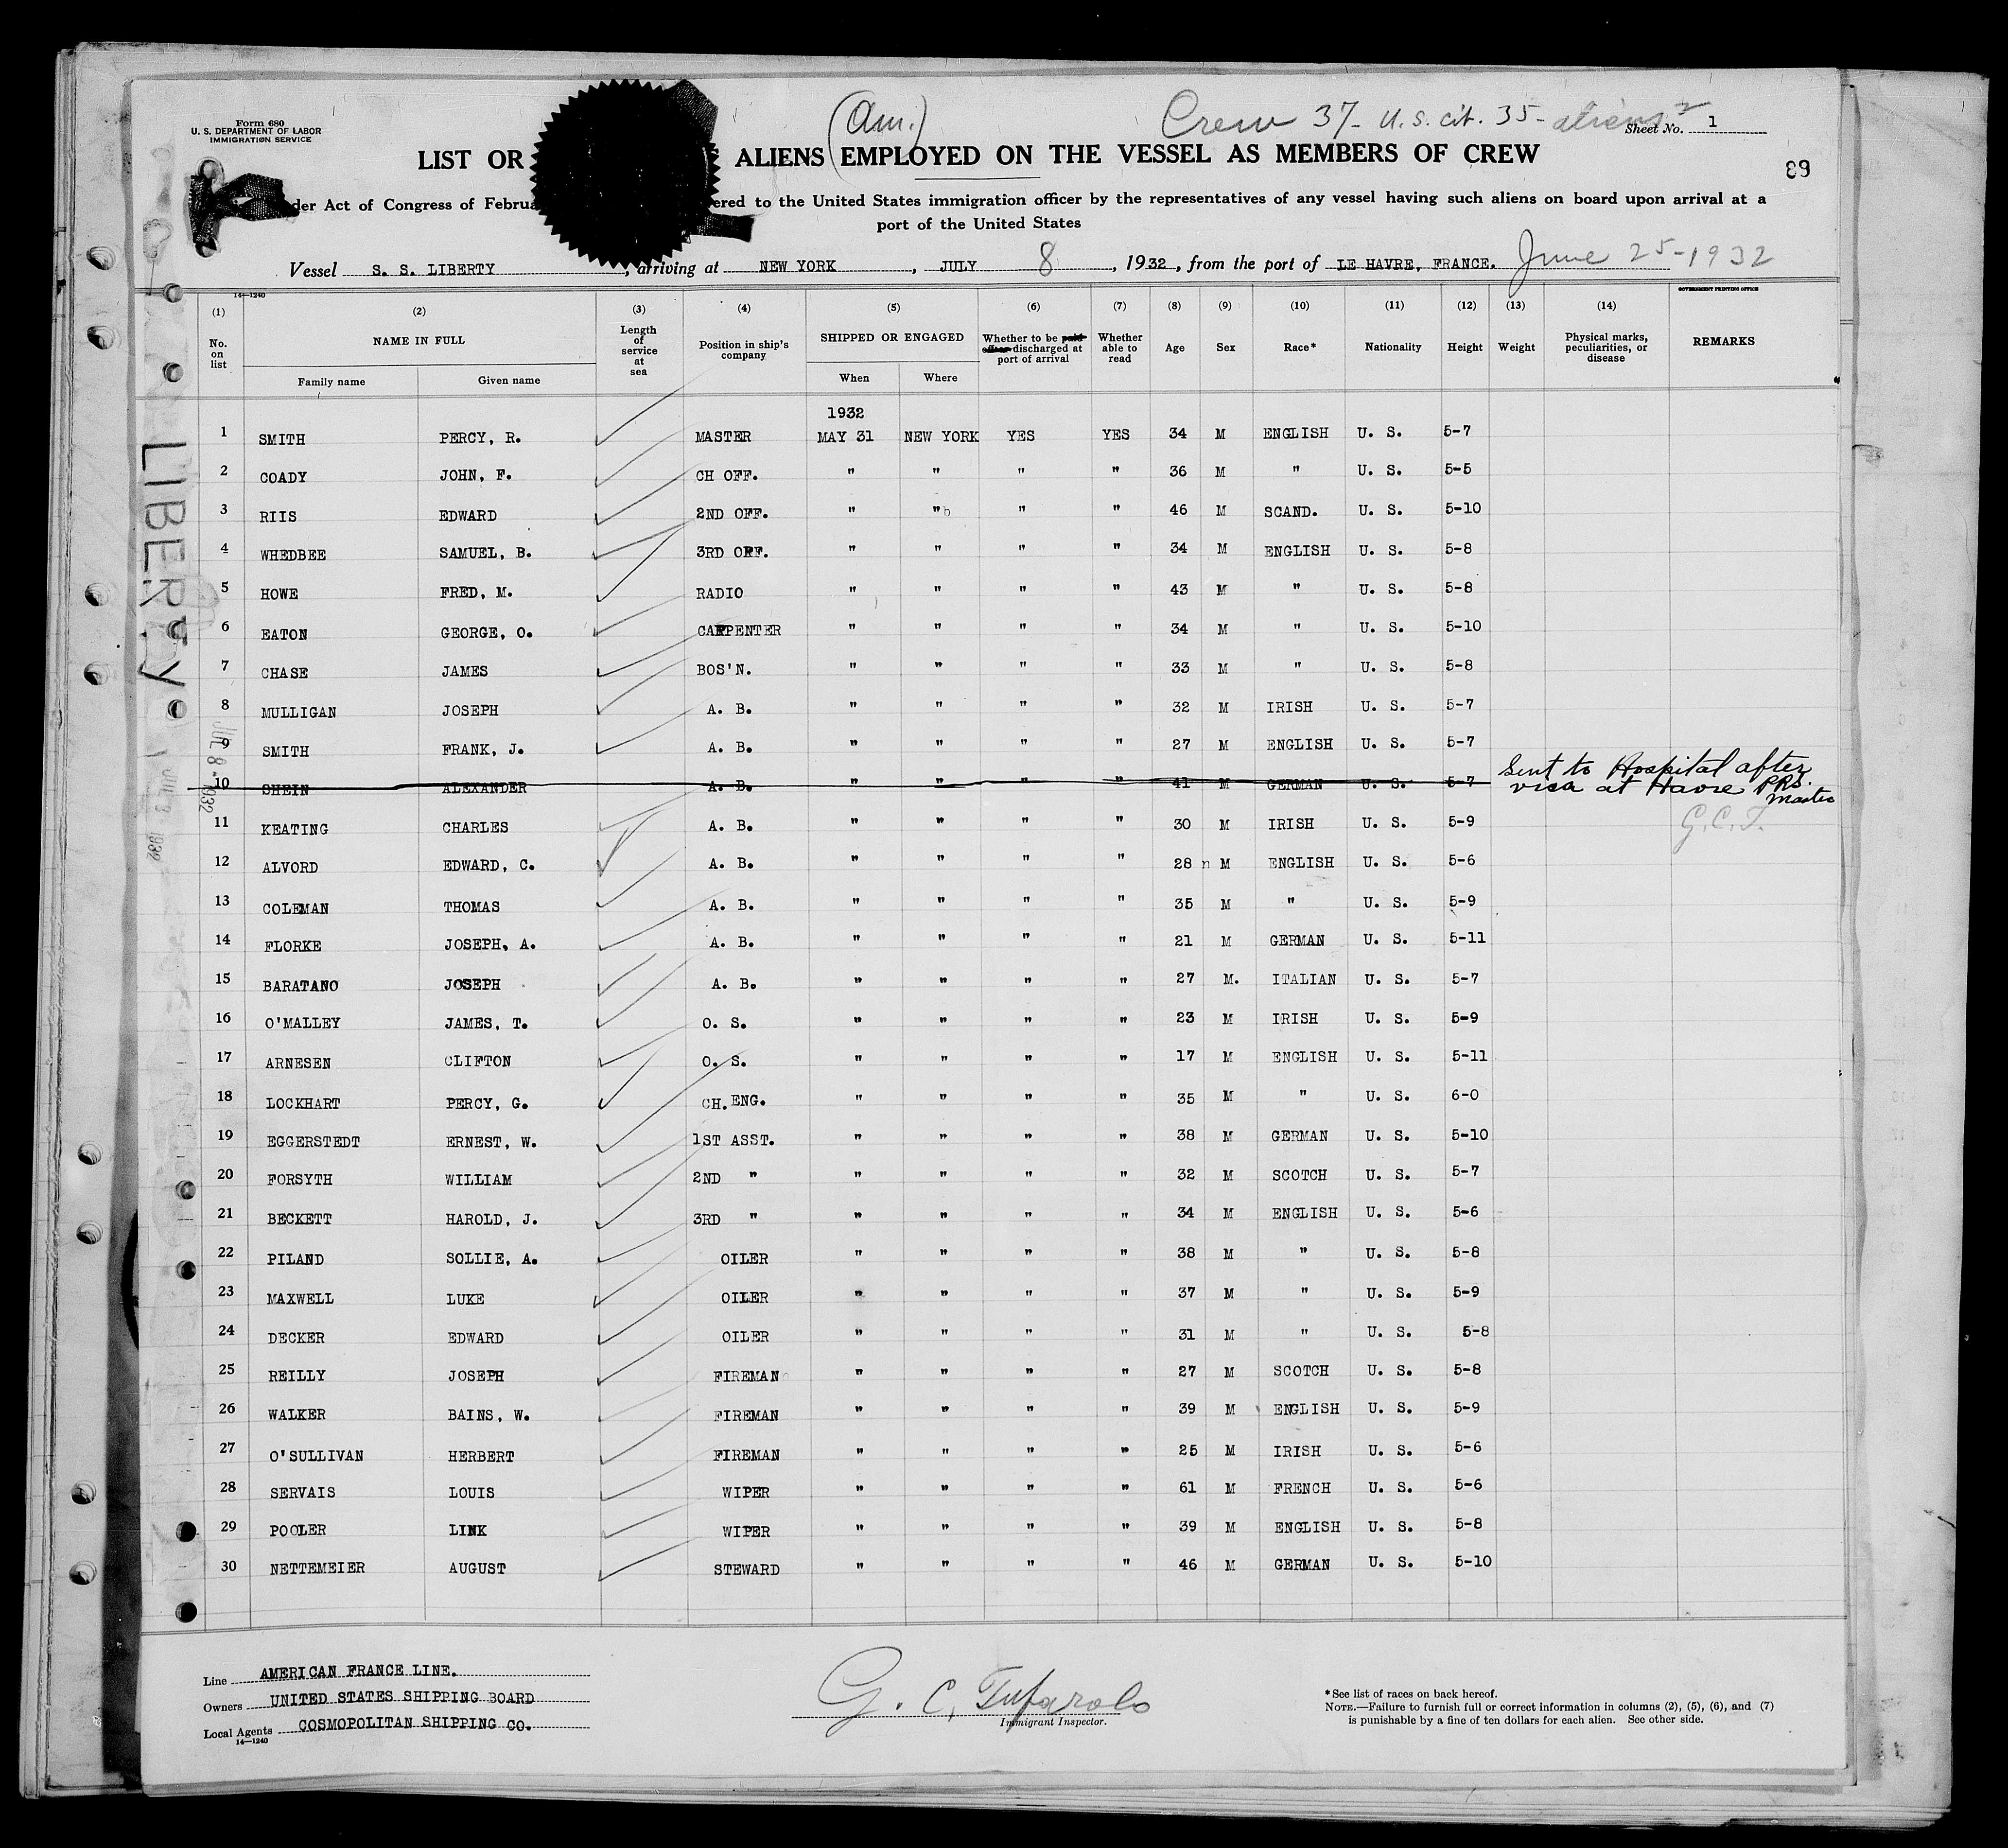 Form 680
U. S. DEPARTMENT OF LABOR
IMMIGRATION SERVICE
(Am.)
Crew 37 - U.S. cit. 35 - aliens 2
Sheet No. 1
LIST OR ALIENS EMPLOYED ON THE VESSEL AS MEMBERS OF CREW
89
der Act of Congress of Februa ered to the United States immigration officer by the representatives of any vessel having such aliens on board upon arrival at a
port of the United States
Vessel S. S. LIBERTY, arriving at NEW YORK, JULY 8, 1932, from the port of LE HAVRE, FRANCE. June 25-1932
14—1240
GOVERNMENT PRINTING OFFICE
(1) (2) (3) (4) (5) (6) (7) (8) (9) (10) (11) (12) (13) (14)
No. on list NAME IN FULL Length of service at sea Position in ship's company SHIPPED OR ENGAGED Whether to be paid off or discharged at port of arrival Whether able to read Age Sex Race* Nationality Height Weight Physical marks, peculiarities, or disease REMARKS
Family name Given name When Where
1932
1 SMITH PERCY, R. MASTER MAY 31 NEW YORK YES YES 34 M ENGLISH U. S. 5-7
2 COADY JOHN, F. CH OFF. " " " " 36 M " U. S. 5-5
3 RIIS EDWARD 2ND OFF. " " " " 46 M SCAND. U. S. 5-10
4 WHEDBEE SAMUEL, B. 3RD OFF. " " " " 34 M ENGLISH U. S. 5-8
5 HOWE FRED, M. RADIO " " " " 43 M " U. S. 5-8
6 EATON GEORGE, O. CARPENTER " " " " 34 M " U. S. 5-10
7 CHASE JAMES BOS'N. " " " " 33 M " U. S. 5-8
8 MULLIGAN JOSEPH A. B. " " " " 32 M IRISH U. S. 5-7
9 SMITH FRANK, J. A. B. " " " " 27 M ENGLISH U. S. 5-7
10 SHEIN ALEXANDER A. B. " " " " 41 M GERMAN U. S. 5-7 Sent to Hospital after
visa at Havre PRS.
Master
11 KEATING CHARLES A. B. " " " " 30 M IRISH U. S. 5-9 G.C.T.
12 ALVORD EDWARD, C. A. B. " " " " 28 M ENGLISH U. S. 5-6
13 COLEMAN THOMAS A. B. " " " " 35 M " U. S. 5-9
14 FLORKE JOSEPH, A. A. B. " " " " 21 M GERMAN U. S. 5-11
15 BARATANO JOSEPH A. B. " " " " 27 M. ITALIAN U. S. 5-7
16 O'MALLEY JAMES, T. O. S. " " " " 23 M IRISH U. S. 5-9
17 ARNESEN CLIFTON O. S. " " " " 17 M ENGLISH U. S. 5-11
18 LOCKHART PERCY, G. CH. ENG. " " " " 35 M " U. S. 6-0
19 EGGERSTEDT ERNEST, W. 1ST ASST. " " " " 38 M GERMAN U. S. 5-10
20 FORSYTH WILLIAM 2ND " " " " " 32 M SCOTCH U. S. 5-7
21 BECKETT HAROLD, J. 3RD " " " " " 34 M ENGLISH U. S. 5-6
22 PILAND SOLLIE, A. OILER " " " " 38 M " U. S. 5-8
23 MAXWELL LUKE OILER " " " " 37 M " U. S. 5-9
24 DECKER EDWARD OILER " " " " 31 M " U. S. 5-8
25 REILLY JOSEPH FIREMAN " " " " 27 M SCOTCH U. S. 5-8
26 WALKER BAINS, W. FIREMAN " " " " 39 M ENGLISH U. S. 5-9
27 O'SULLIVAN HERBERT FIREMAN " " " " 25 M IRISH U. S. 5-6
28 SERVAIS LOUIS WIPER " " " " 61 M FRENCH U. S. 5-6
29 POOLER LINK WIPER " " " " 39 M ENGLISH U. S. 5-8
30 NETTEMEIER AUGUST STEWARD " " " " 46 M GERMAN U. S. 5-10
LIBERTY
JUL 8 - 1932
Line AMERICAN FRANCE LINE.
Owners UNITED STATES SHIPPING BOARD
Local Agents COSMOPOLITAN SHIPPING CO.
14—1240
G. C. Tufarolo
Immigrant Inspector.
*See list of races on back hereof.
NOTE.—Failure to furnish full or correct information in columns (2), (5), (6), and (7)
is punishable by a fine of ten dollars for each alien. See other side.